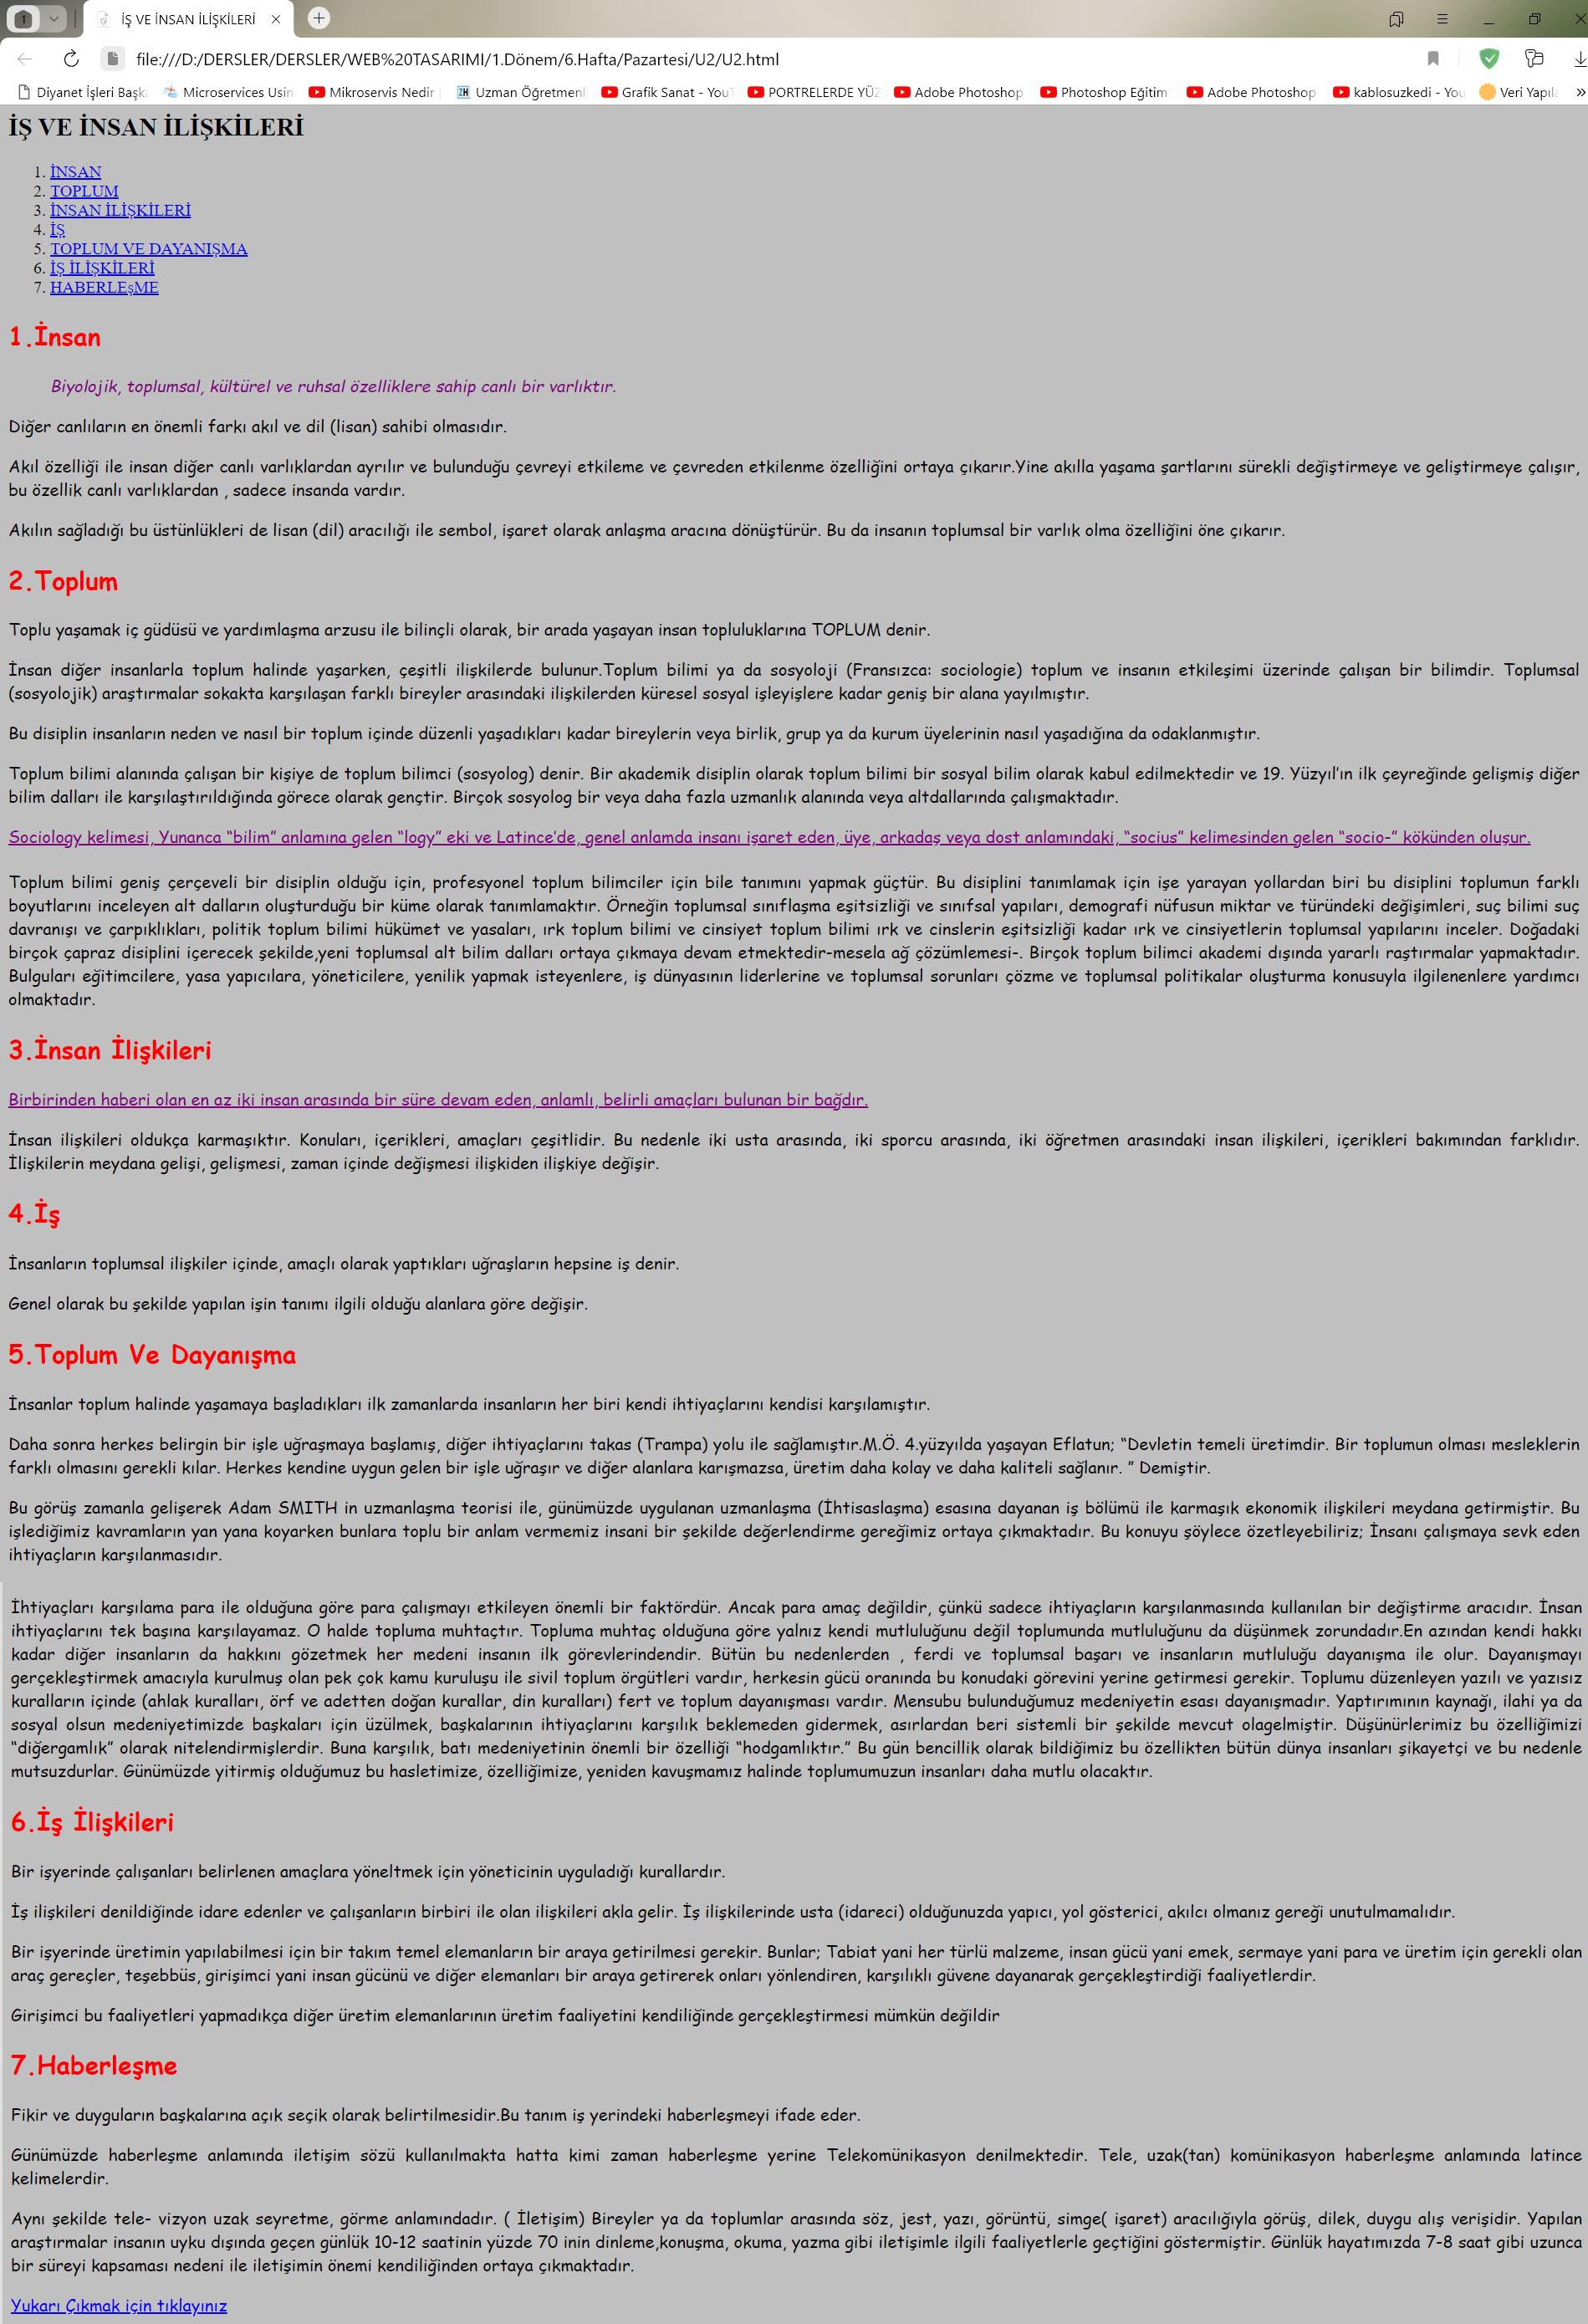 1
İŞ VE İNSAN İLİŞKİLERİ
file:///D:/DERSLER/DERSLER/WEB%20TASARIMI/1.Dönem/6.Hafta/Pazartesi/U2/U2.html
Diyanet İşleri Başk Microservices Usin Mikroservis Nedir ZH Uzman Öğretmenl Grafik Sanat - YouT PORTRELERDE YÜZ Adobe Photoshop Photoshop Eğitim Adobe Photoshop kablosuzkedi - You Veri Yapıla »
İŞ VE İNSAN İLİŞKİLERİ
1. İNSAN
2. TOPLUM
3. İNSAN İLİŞKİLERİ
4. İŞ
5. TOPLUM VE DAYANIŞMA
6. İŞ İLİŞKİLERİ
7. HABERLEşME
1.İnsan
Biyolojik, toplumsal, kültürel ve ruhsal özelliklere sahip canlı bir varlıktır.
Diğer canlıların en önemli farkı akıl ve dil (lisan) sahibi olmasıdır.
Akıl özelliği ile insan diğer canlı varlıklardan ayrılır ve bulunduğu çevreyi etkileme ve çevreden etkilenme özelliğini ortaya çıkarır.Yine akılla yaşama şartlarını sürekli değiştirmeye ve geliştirmeye çalışır,
bu özellik canlı varlıklardan , sadece insanda vardır.
Akılın sağladığı bu üstünlükleri de lisan (dil) aracılığı ile sembol, işaret olarak anlaşma aracına dönüştürür. Bu da insanın toplumsal bir varlık olma özelliğini öne çıkarır.
2.Toplum
Toplu yaşamak iç güdüsü ve yardımlaşma arzusu ile bilinçli olarak, bir arada yaşayan insan topluluklarına TOPLUM denir.
İnsan diğer insanlarla toplum halinde yaşarken, çeşitli ilişkilerde bulunur.Toplum bilimi ya da sosyoloji (Fransızca: sociologie) toplum ve insanın etkileşimi üzerinde çalışan bir bilimdir. Toplumsal
(sosyolojik) araştırmalar sokakta karşılaşan farklı bireyler arasındaki ilişkilerden küresel sosyal işleyişlere kadar geniş bir alana yayılmıştır.
Bu disiplin insanların neden ve nasıl bir toplum içinde düzenli yaşadıkları kadar bireylerin veya birlik, grup ya da kurum üyelerinin nasıl yaşadığına da odaklanmıştır.
Toplum bilimi alanında çalışan bir kişiye de toplum bilimci (sosyolog) denir. Bir akademik disiplin olarak toplum bilimi bir sosyal bilim olarak kabul edilmektedir ve 19. Yüzyıl’ın ilk çeyreğinde gelişmiş diğer
bilim dalları ile karşılaştırıldığında görece olarak gençtir. Birçok sosyolog bir veya daha fazla uzmanlık alanında veya altdallarında çalışmaktadır.
Sociology kelimesi, Yunanca “bilim” anlamına gelen “logy” eki ve Latince’de, genel anlamda insanı işaret eden, üye, arkadaş veya dost anlamındaki, “socius” kelimesinden gelen “socio-” kökünden oluşur.
Toplum bilimi geniş çerçeveli bir disiplin olduğu için, profesyonel toplum bilimciler için bile tanımını yapmak güçtür. Bu disiplini tanımlamak için işe yarayan yollardan biri bu disiplini toplumun farklı
boyutlarını inceleyen alt dalların oluşturduğu bir küme olarak tanımlamaktır. Örneğin toplumsal sınıflaşma eşitsizliği ve sınıfsal yapıları, demografi nüfusun miktar ve türündeki değişimleri, suç bilimi suç
davranışı ve çarpıklıkları, politik toplum bilimi hükümet ve yasaları, ırk toplum bilimi ve cinsiyet toplum bilimi ırk ve cinslerin eşitsizliği kadar ırk ve cinsiyetlerin toplumsal yapılarını inceler. Doğadaki
birçok çapraz disiplini içerecek şekilde,yeni toplumsal alt bilim dalları ortaya çıkmaya devam etmektedir-mesela ağ çözümlemesi-. Birçok toplum bilimci akademi dışında yararlı raştırmalar yapmaktadır.
Bulguları eğitimcilere, yasa yapıcılara, yöneticilere, yenilik yapmak isteyenlere, iş dünyasının liderlerine ve toplumsal sorunları çözme ve toplumsal politikalar oluşturma konusuyla ilgilenenlere yardımcı
olmaktadır.
3.İnsan İlişkileri
Birbirinden haberi olan en az iki insan arasında bir süre devam eden, anlamlı, belirli amaçları bulunan bir bağdır.
İnsan ilişkileri oldukça karmaşıktır. Konuları, içerikleri, amaçları çeşitlidir. Bu nedenle iki usta arasında, iki sporcu arasında, iki öğretmen arasındaki insan ilişkileri, içerikleri bakımından farklıdır.
İlişkilerin meydana gelişi, gelişmesi, zaman içinde değişmesi ilişkiden ilişkiye değişir.
4.İş
İnsanların toplumsal ilişkiler içinde, amaçlı olarak yaptıkları uğraşların hepsine iş denir.
Genel olarak bu şekilde yapılan işin tanımı ilgili olduğu alanlara göre değişir.
5.Toplum Ve Dayanışma
İnsanlar toplum halinde yaşamaya başladıkları ilk zamanlarda insanların her biri kendi ihtiyaçlarını kendisi karşılamıştır.
Daha sonra herkes belirgin bir işle uğraşmaya başlamış, diğer ihtiyaçlarını takas (Trampa) yolu ile sağlamıştır.M.Ö. 4.yüzyılda yaşayan Eflatun; “Devletin temeli üretimdir. Bir toplumun olması mesleklerin
farklı olmasını gerekli kılar. Herkes kendine uygun gelen bir işle uğraşır ve diğer alanlara karışmazsa, üretim daha kolay ve daha kaliteli sağlanır. ” Demiştir.
Bu görüş zamanla gelişerek Adam SMITH in uzmanlaşma teorisi ile, günümüzde uygulanan uzmanlaşma (İhtisaslaşma) esasına dayanan iş bölümü ile karmaşık ekonomik ilişkileri meydana getirmiştir. Bu
işlediğimiz kavramların yan yana koyarken bunlara toplu bir anlam vermemiz insani bir şekilde değerlendirme gereğimiz ortaya çıkmaktadır. Bu konuyu şöylece özetleyebiliriz; İnsanı çalışmaya sevk eden
ihtiyaçların karşılanmasıdır.
İhtiyaçları karşılama para ile olduğuna göre para çalışmayı etkileyen önemli bir faktördür. Ancak para amaç değildir, çünkü sadece ihtiyaçların karşılanmasında kullanılan bir değiştirme aracıdır. İnsan
ihtiyaçlarını tek başına karşılayamaz. O halde topluma muhtaçtır. Topluma muhtaç olduğuna göre yalnız kendi mutluluğunu değil toplumunda mutluluğunu da düşünmek zorundadır.En azından kendi hakkı
kadar diğer insanların da hakkını gözetmek her medeni insanın ilk görevlerindendir. Bütün bu nedenlerden , ferdi ve toplumsal başarı ve insanların mutluluğu dayanışma ile olur. Dayanışmayı
gerçekleştirmek amacıyla kurulmuş olan pek çok kamu kuruluşu ile sivil toplum örgütleri vardır, herkesin gücü oranında bu konudaki görevini yerine getirmesi gerekir. Toplumu düzenleyen yazılı ve yazısız
kuralların içinde (ahlak kuralları, örf ve adetten doğan kurallar, din kuralları) fert ve toplum dayanışması vardır. Mensubu bulunduğumuz medeniyetin esası dayanışmadır. Yaptırımının kaynağı, ilahi ya da
sosyal olsun medeniyetimizde başkaları için üzülmek, başkalarının ihtiyaçlarını karşılık beklemeden gidermek, asırlardan beri sistemli bir şekilde mevcut olagelmiştir. Düşünürlerimiz bu özelliğimizi
“diğergamlık” olarak nitelendirmişlerdir. Buna karşılık, batı medeniyetinin önemli bir özelliği “hodgamlıktır.” Bu gün bencillik olarak bildiğimiz bu özellikten bütün dünya insanları şikayetçi ve bu nedenle
mutsuzdurlar. Günümüzde yitirmiş olduğumuz bu hasletimize, özelliğimize, yeniden kavuşmamız halinde toplumumuzun insanları daha mutlu olacaktır.
6.İş İlişkileri
Bir işyerinde çalışanları belirlenen amaçlara yöneltmek için yöneticinin uyguladığı kurallardır.
İş ilişkileri denildiğinde idare edenler ve çalışanların birbiri ile olan ilişkileri akla gelir. İş ilişkilerinde usta (idareci) olduğunuzda yapıcı, yol gösterici, akılcı olmanız gereği unutulmamalıdır.
Bir işyerinde üretimin yapılabilmesi için bir takım temel elemanların bir araya getirilmesi gerekir. Bunlar; Tabiat yani her türlü malzeme, insan gücü yani emek, sermaye yani para ve üretim için gerekli olan
araç gereçler, teşebbüs, girişimci yani insan gücünü ve diğer elemanları bir araya getirerek onları yönlendiren, karşılıklı güvene dayanarak gerçekleştirdiği faaliyetlerdir.
Girişimci bu faaliyetleri yapmadıkça diğer üretim elemanlarının üretim faaliyetini kendiliğinde gerçekleştirmesi mümkün değildir
7.Haberleşme
Fikir ve duyguların başkalarına açık seçik olarak belirtilmesidir.Bu tanım iş yerindeki haberleşmeyi ifade eder.
Günümüzde haberleşme anlamında iletişim sözü kullanılmakta hatta kimi zaman haberleşme yerine Telekomünikasyon denilmektedir. Tele, uzak(tan) komünikasyon haberleşme anlamında latince
kelimelerdir.
Aynı şekilde tele- vizyon uzak seyretme, görme anlamındadır. ( İletişim) Bireyler ya da toplumlar arasında söz, jest, yazı, görüntü, simge( işaret) aracılığıyla görüş, dilek, duygu alış verişidir. Yapılan
araştırmalar insanın uyku dışında geçen günlük 10-12 saatinin yüzde 70 inin dinleme,konuşma, okuma, yazma gibi iletişimle ilgili faaliyetlerle geçtiğini göstermiştir. Günlük hayatımızda 7-8 saat gibi uzunca
bir süreyi kapsaması nedeni ile iletişimin önemi kendiliğinden ortaya çıkmaktadır.
Yukarı Çıkmak için tıklayınız